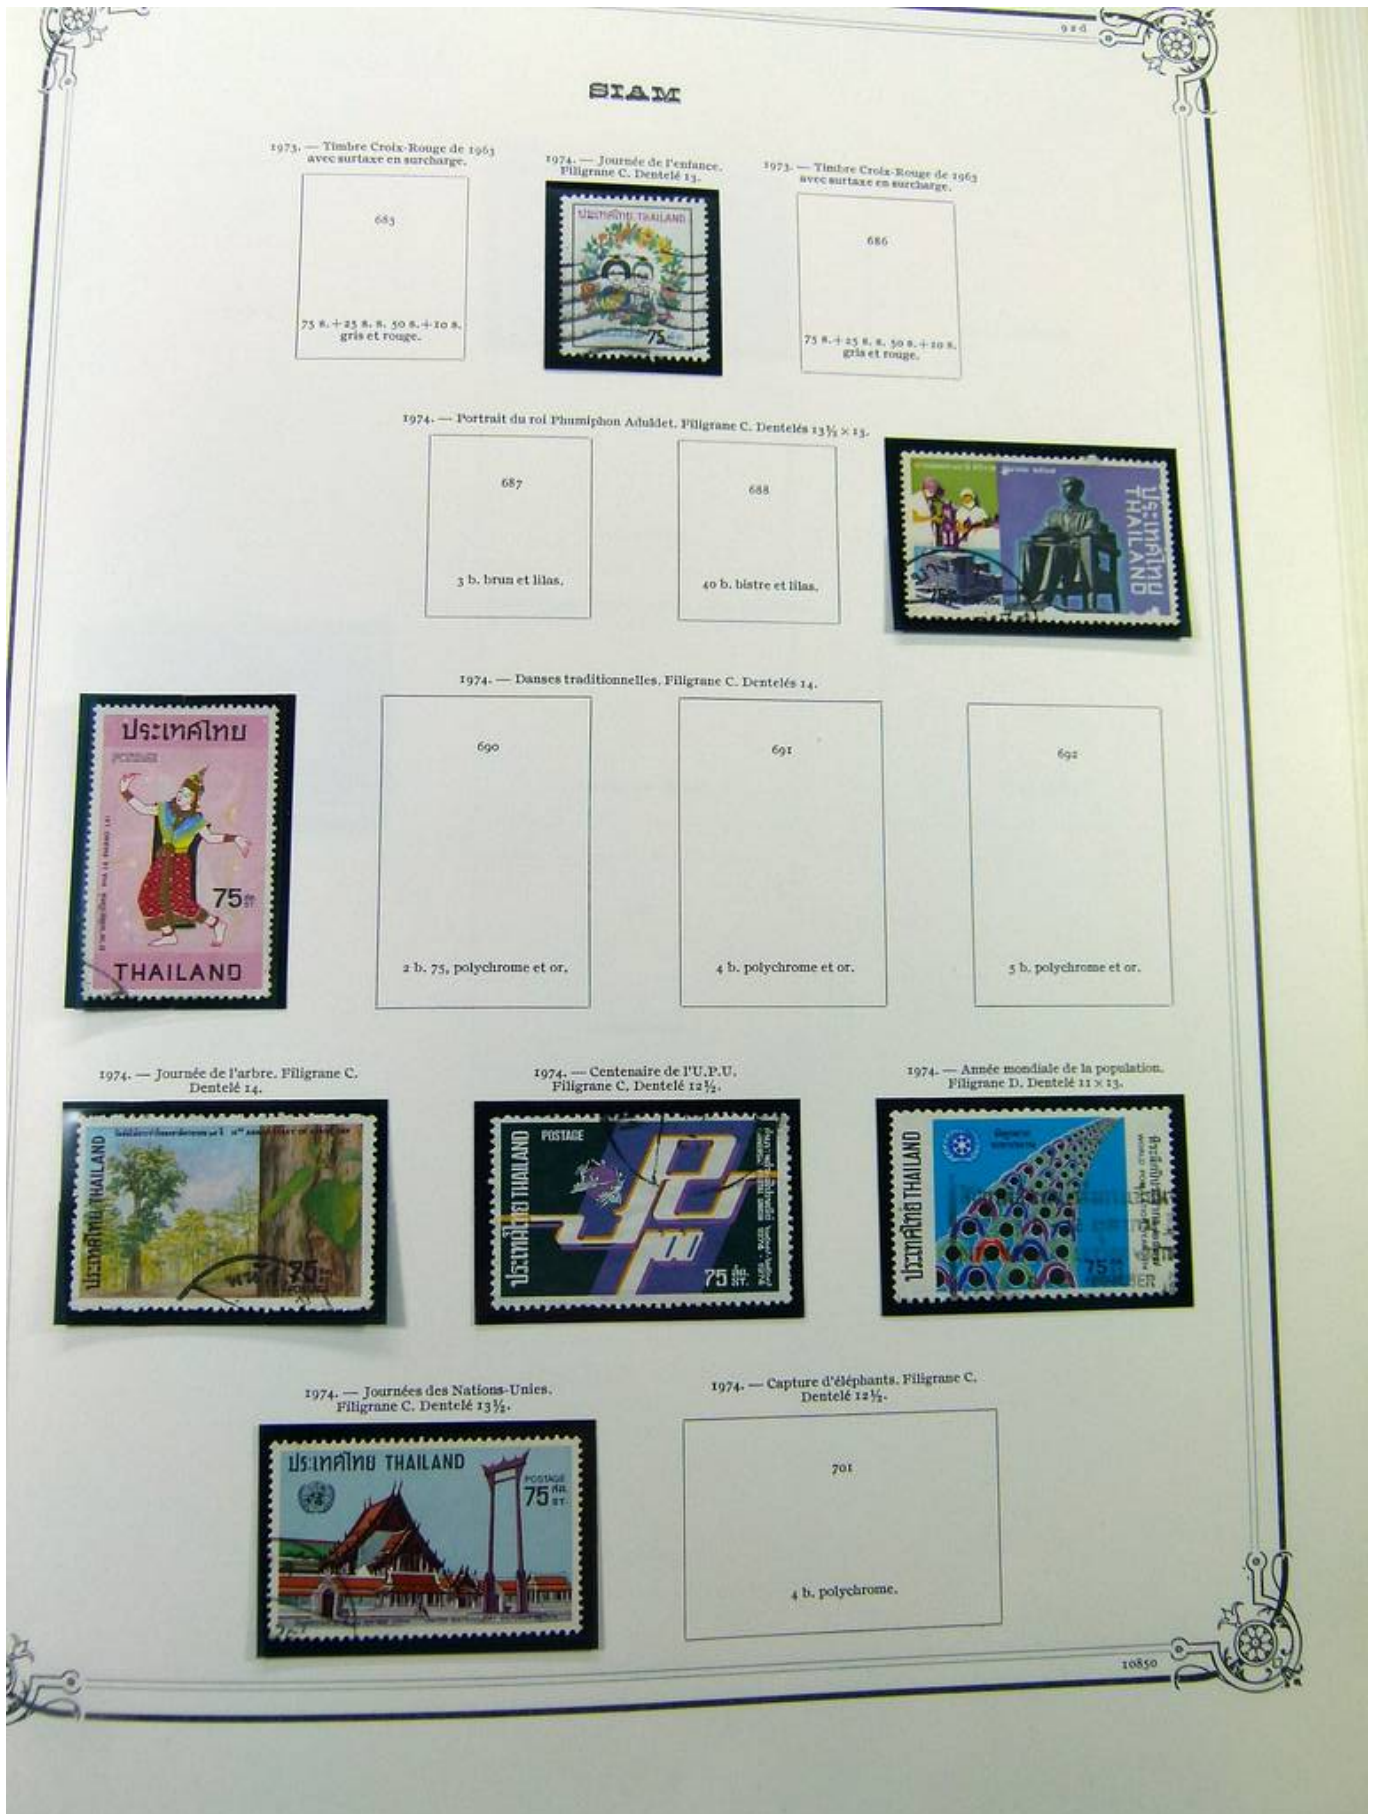 92d
SIAM
1973. — Timbre Croix-Rouge de 1963
avec surtaxe en surcharge.
683
75 s.+25 s. s. 50 s.+10 s.
gris et rouge.
1974. — Journée de l'enfance.
Filigrane C. Dentelé 13.
ประเทศไทย THAILAND
75
1973. — Timbre Croix-Rouge de 1963
avec surtaxe en surcharge.
686
75 s.+25 s. s. 50 s.+10 s.
gris et rouge.
1974. — Portrait du roi Phumiphon Aduldet. Filigrane C. Dentelés 13½ × 13.
687
3 b. brun et lilas.
688
40 b. bistre et lilas.
ประเทศไทย
THAILAND
75
1974. — Danses traditionnelles. Filigrane C. Dentelés 14.
ประเทศไทย
POSTAGE
75 ST.
THAILAND
690
2 b. 75, polychrome et or.
691
4 b. polychrome et or.
692
5 b. polychrome et or.
1974. — Journée de l'arbre. Filigrane C.
Dentelé 14.
ประเทศไทย THAILAND
75
1974. — Centenaire de l'U.P.U.
Filigrane C. Dentelé 12½.
POSTAGE
ประเทศไทย THAILAND
75 สต. ST.
1974. — Année mondiale de la population.
Filigrane D. Dentelé 11 × 13.
ประเทศไทย THAILAND
75
1974. — Journées des Nations-Unies.
Filigrane C. Dentelé 13½.
ประเทศไทย THAILAND
POSTAGE
75 สต. ST.
1974. — Capture d'éléphants. Filigrane C.
Dentelé 12½.
701
4 b. polychrome.
10850